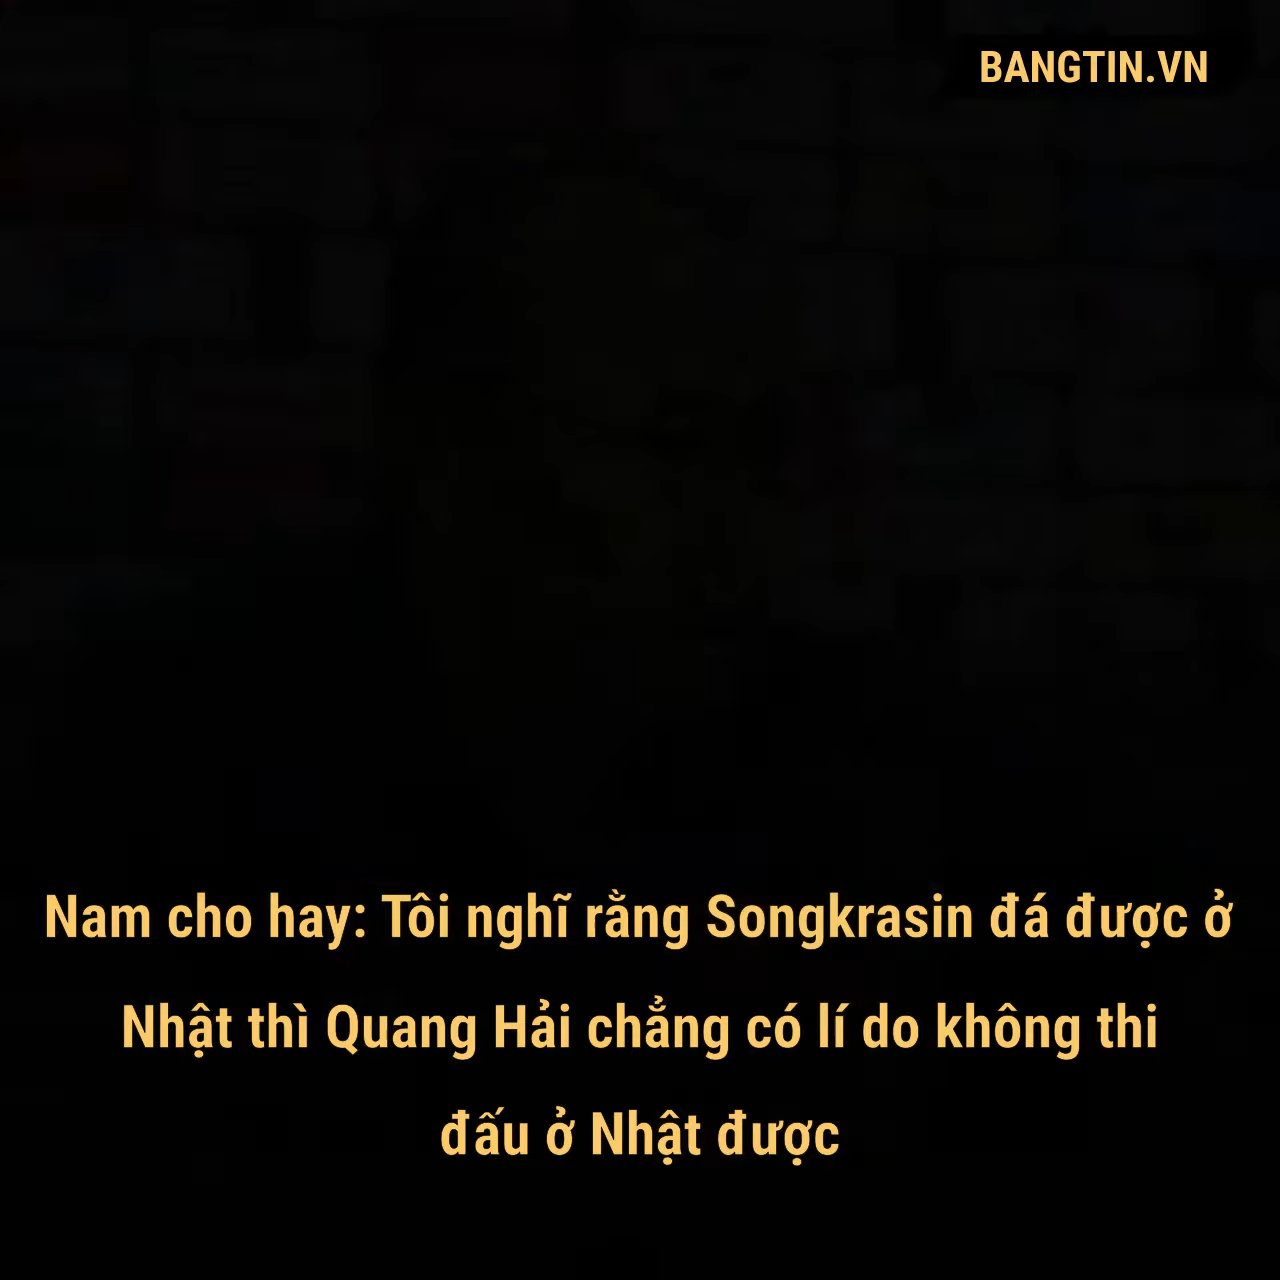 BANGTIN.VN
Nam cho hay: Tôi nghĩ rằng Songkrasin đá được ở
Nhật thì Quang Hải chẳng có lí do không thi
đấu ở Nhật được